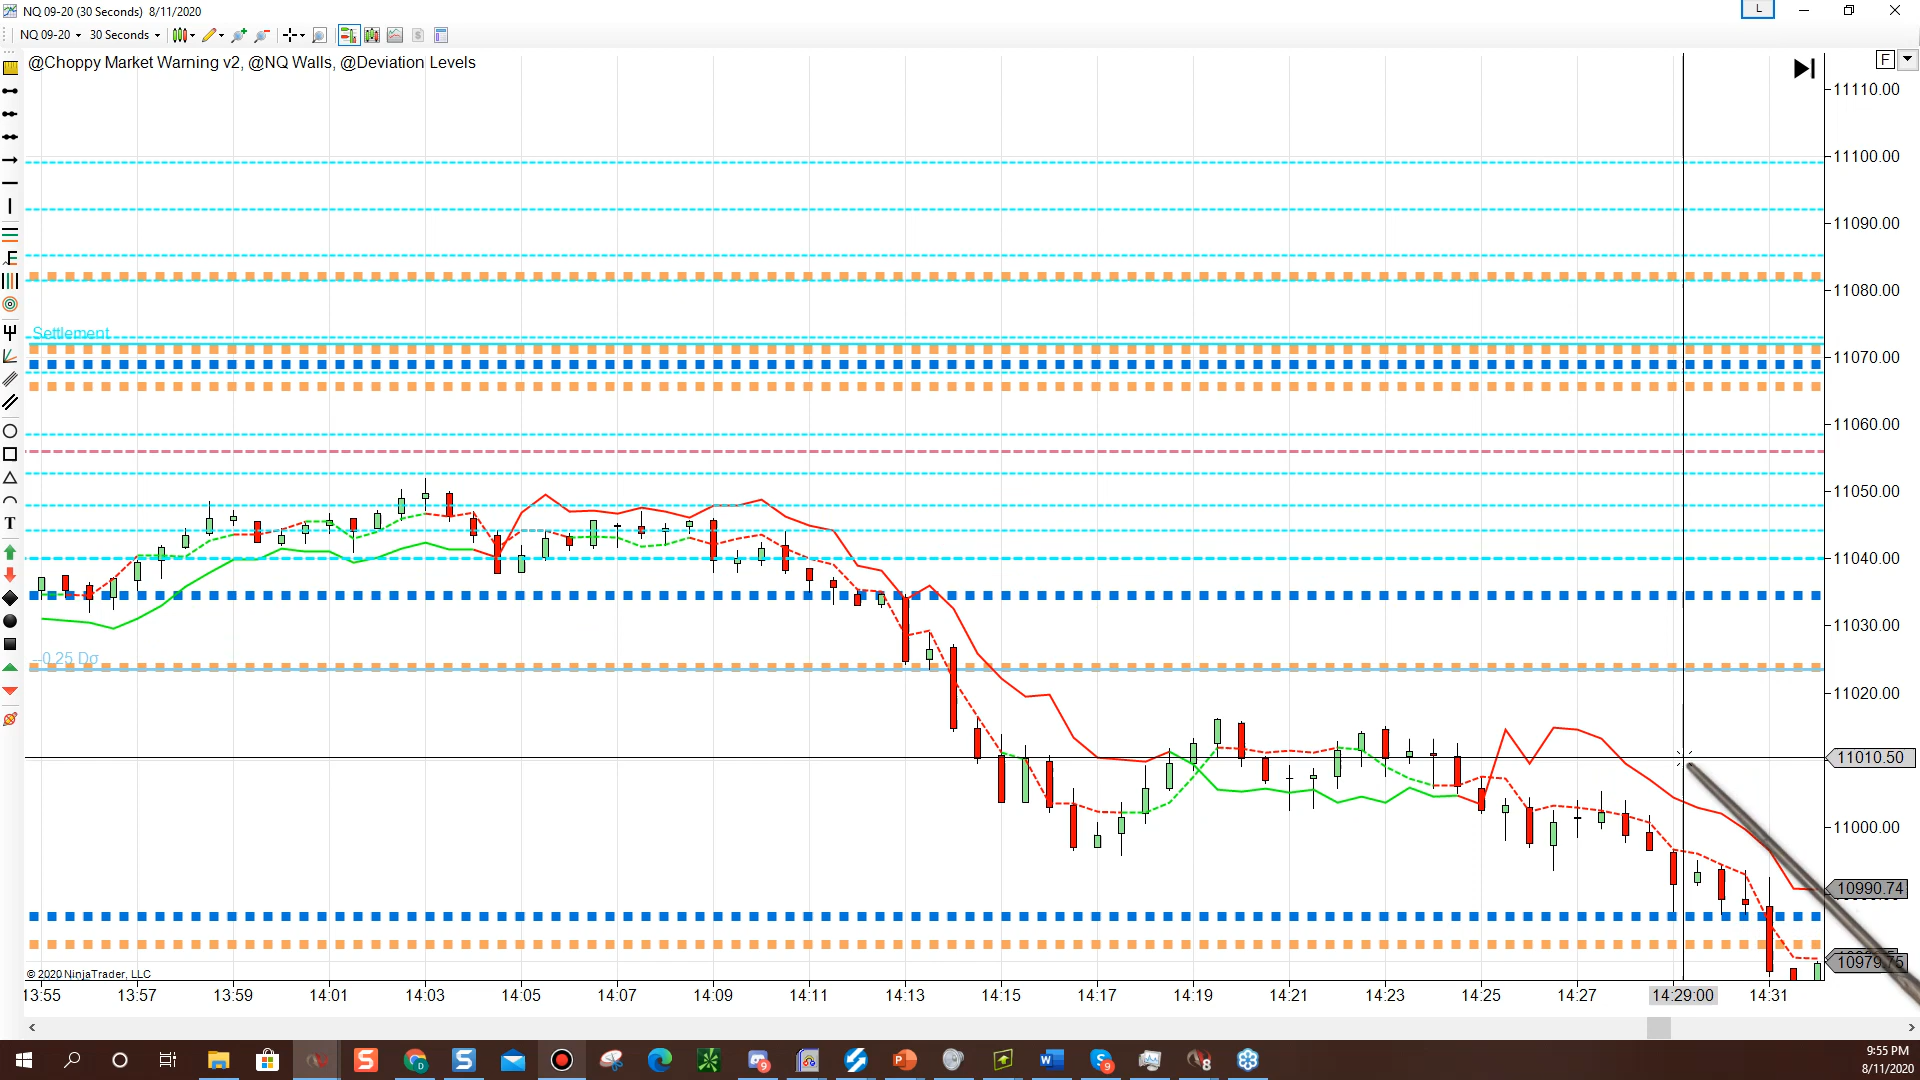 NQ 09-20 (30 Seconds) 8/11/2020
L
NQ 09-20 30 Seconds
@Choppy Market Warning v2, @NQ Walls, @Deviation Levels
F
11110.00
11100.00
11090.00
11080.00
Settlement
11070.00
11060.00
11050.00
11040.00
11030.00
-0.25 Dσ
11020.00
11010.50
11000.00
10990.74
10979.75
© 2020 NinjaTrader, LLC
13:55 13:57 13:59 14:01 14:03 14:05 14:07 14:09 14:11 14:13 14:15 14:17 14:19 14:21 14:23 14:25 14:27 14:29:00 14:31
9:55 PM
8/11/2020